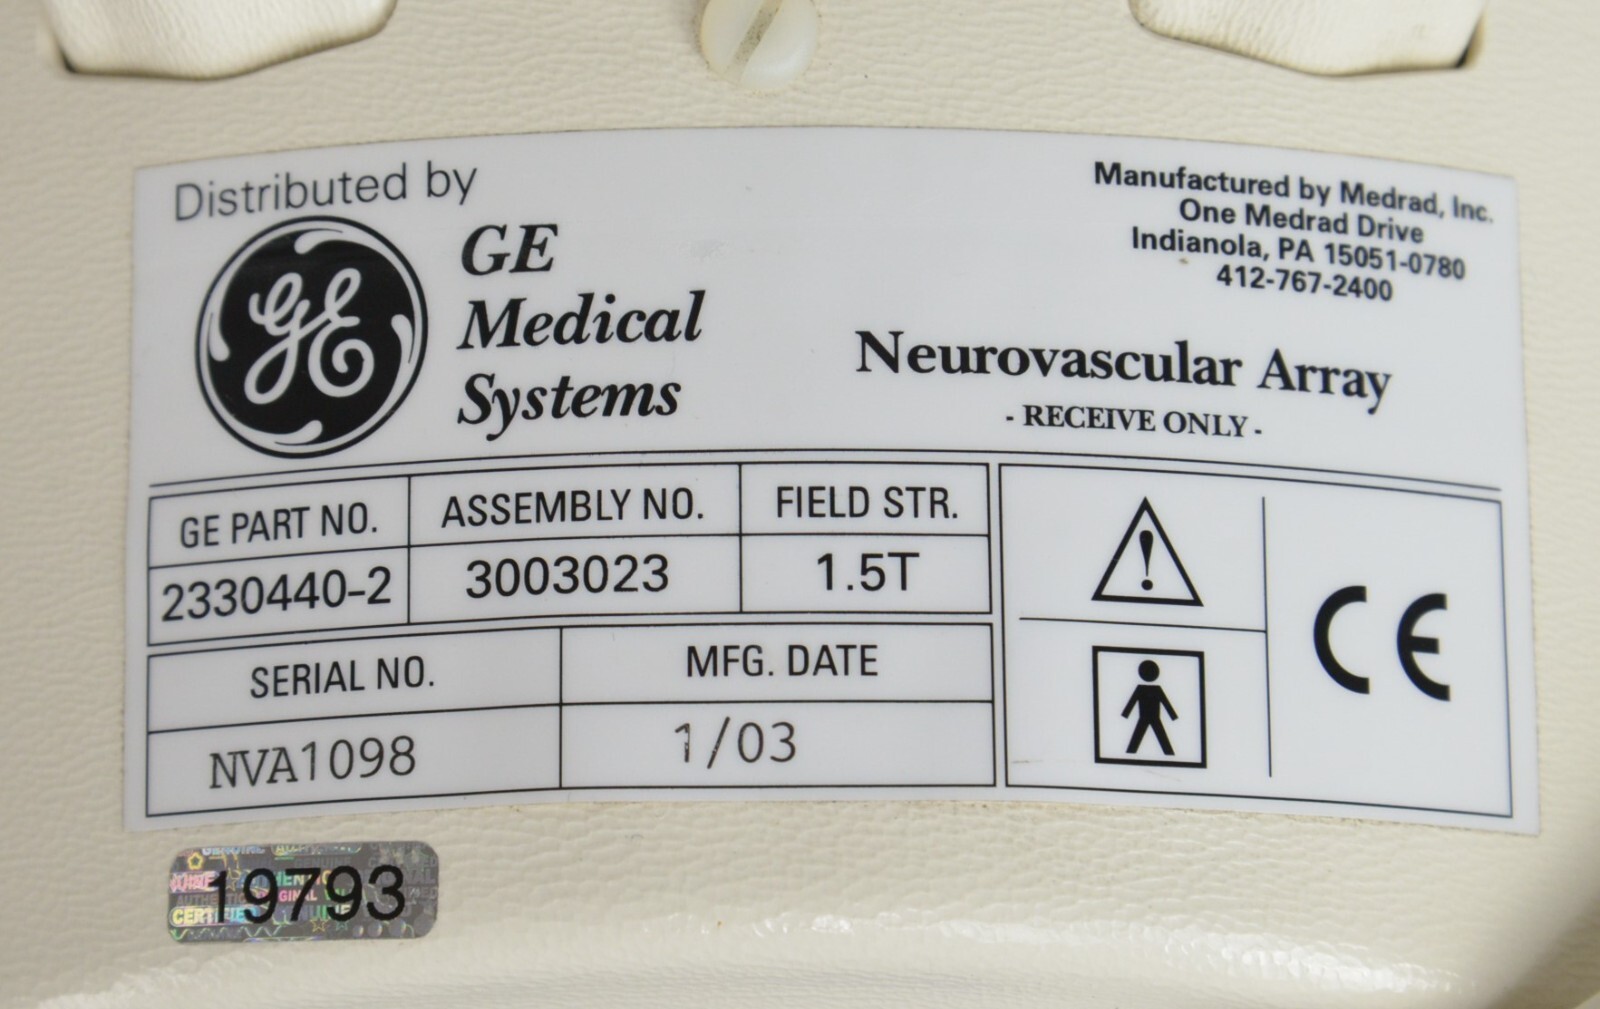 Distributed by
GE
GE
Medical
Systems
Manufactured by Medrad, Inc.
One Medrad Drive
Indianola, PA 15051-0780
412-767-2400
Neurovascular Array
- RECEIVE ONLY -
GE PART NO. ASSEMBLY NO. FIELD STR.
2330440-2 3003023 1.5T
SERIAL NO. MFG. DATE
NVA1098 1/03
!
CE
19793